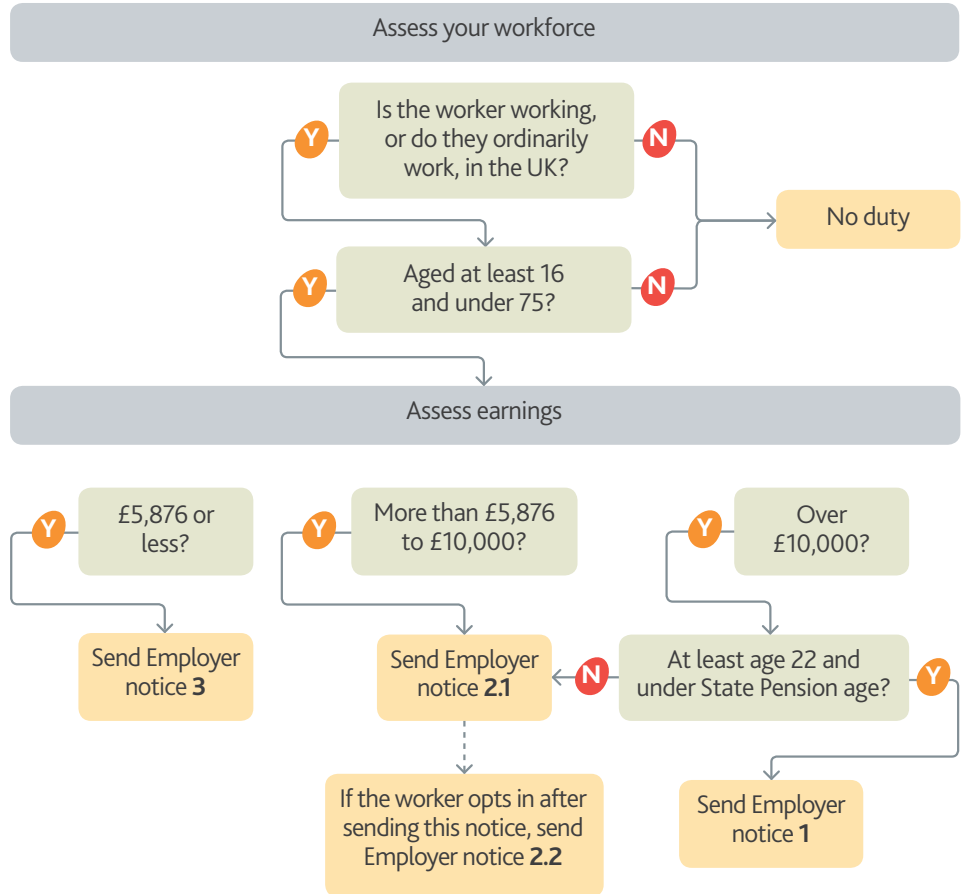 Assess your workforce
Is the worker working,
or do they ordinarily
work, in the UK?
Y
N
No duty
Aged at least 16
and under 75?
Y
N
Assess earnings
Y
£5,876 or
less?
Y
More than £5,876
to £10,000?
Y
Over
£10,000?
Send Employer
notice 3
Send Employer
notice 2.1
N
At least age 22 and
under State Pension age?
Y
If the worker opts in after
sending this notice, send
Employer notice 2.2
Send Employer
notice 1